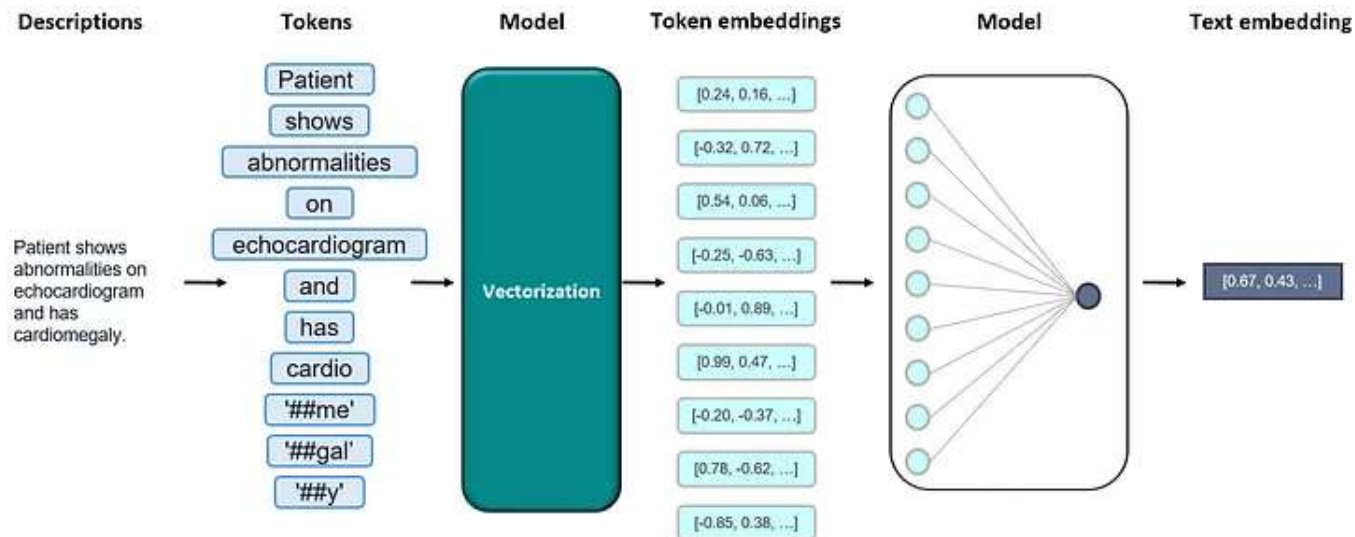 Descriptions
Tokens
Model
Token embeddings
Model
Text embedding
Patient shows
abnormalities on
echocardiogram
and has
cardiomegaly.
Patient
shows
abnormalities
on
echocardiogram
and
has
cardio
'##me'
'##gal'
'##y'
Vectorization
[0.24, 0.16, ...]
[-0.32, 0.72, ...]
[0.54, 0.06, ...]
[-0.25, -0.63, ...]
[-0.01, 0.89, ...]
[0.99, 0.47, ...]
[-0.20, -0.37, ...]
[0.78, -0.62, ...]
[-0.85, 0.38, ...]
[0.67, 0.43, ...]